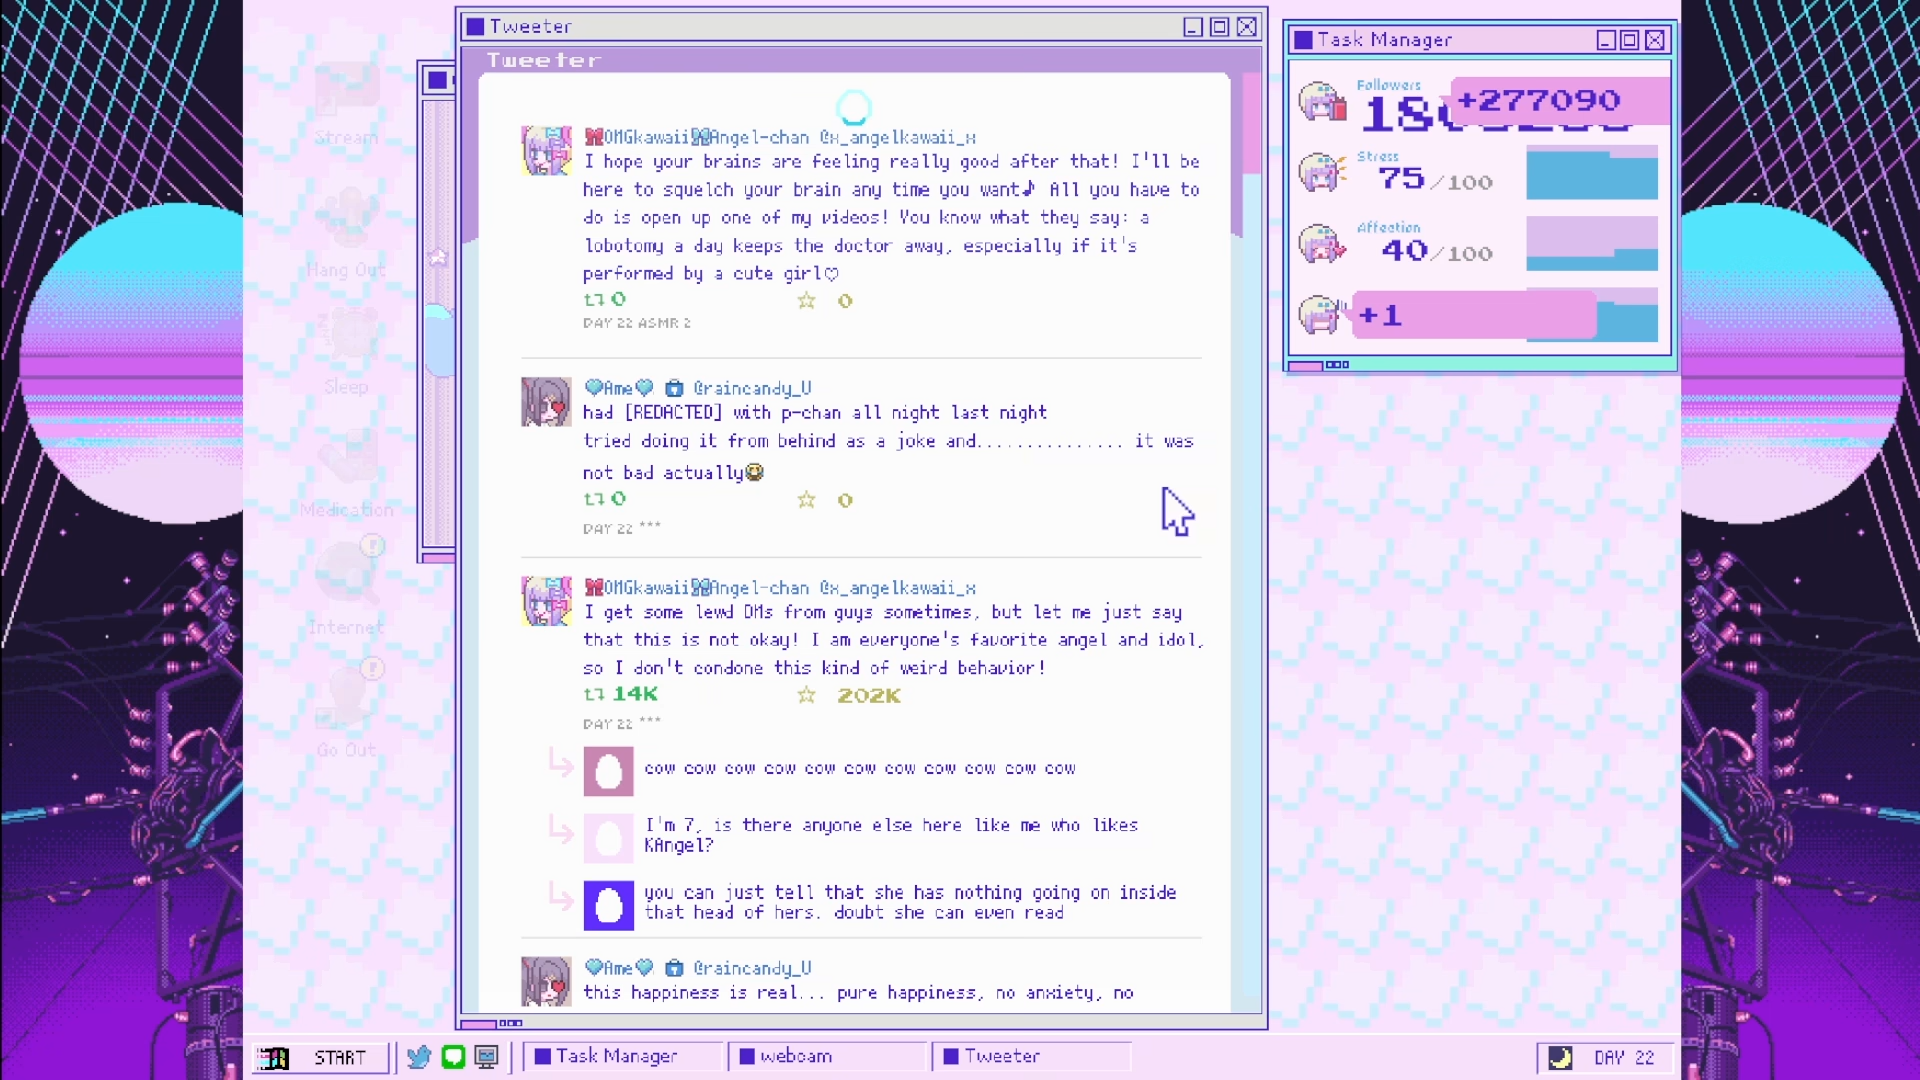 Tweeter
Task Manager
Tweeter
Followers
+277090
Stress
75/100
Affection
40/100
+1
Stream
Hang Out
Sleep
Medication
Internet
Go Out
OMGkawaii Angel-chan @x_angelkawaii_x
I hope your brains are feeling really good after that! I'll be
here to squelch your brain any time you want♪ All you have to
do is open up one of my videos! You know what they say: a
lobotomy a day keeps the doctor away, especially if it's
performed by a cute girl♡
0 0
DAY 22 ASMR 2
Ame @raincandy_U
had [REDACTED] with p-chan all night last night
tried doing it from behind as a joke and............... it was
not bad actually
0 0
DAY 22 ***
OMGkawaii Angel-chan @x_angelkawaii_x
I get some lewd DMs from guys sometimes, but let me just say
that this is not okay! I am everyone's favorite angel and idol,
so I don't condone this kind of weird behavior!
14K 202K
DAY 22 ***
cow cow cow cow cow cow cow cow cow cow cow
I'm 7, is there anyone else here like me who likes
KAngel?
you can just tell that she has nothing going on inside
that head of hers. doubt she can even read
Ame @raincandy_U
this happiness is real... pure happiness, no anxiety, no
START
Task Manager
webcam
Tweeter
DAY 22